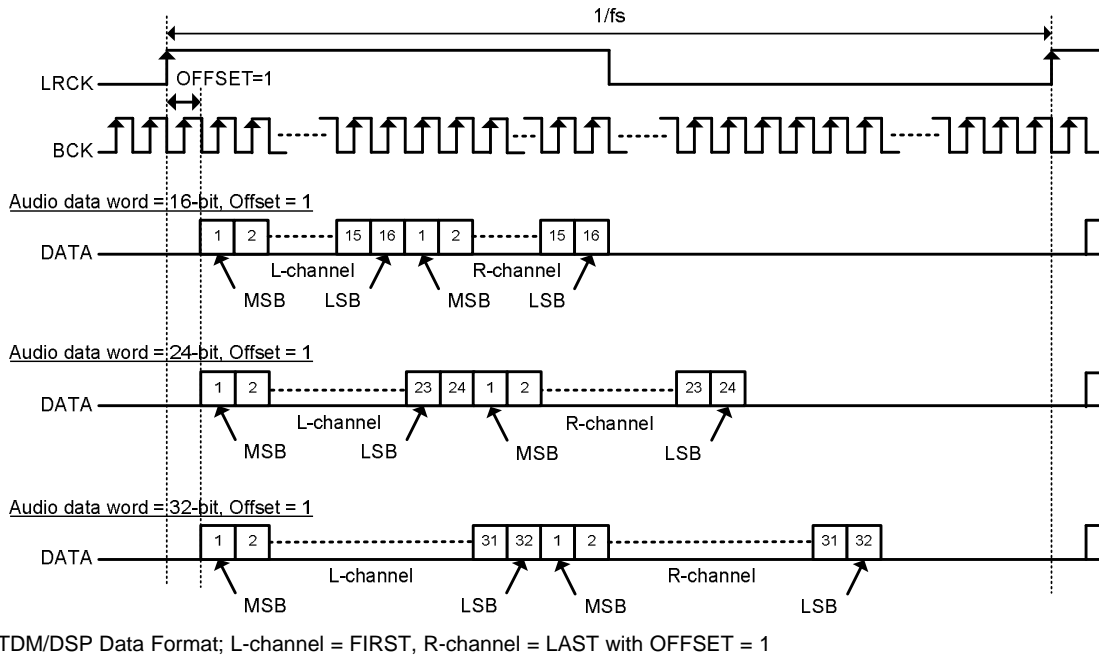 1/fs
LRCK
OFFSET=1
BCK
Audio data word = 16-bit, Offset = 1
DATA
1 2 15 16 1 2 15 16
L-channel R-channel
MSB LSB MSB LSB
Audio data word = 24-bit, Offset = 1
DATA
1 2 23 24 1 2 23 24
L-channel R-channel
MSB LSB MSB LSB
Audio data word = 32-bit, Offset = 1
DATA
1 2 31 32 1 2 31 32
L-channel R-channel
MSB LSB MSB LSB
TDM/DSP Data Format; L-channel = FIRST, R-channel = LAST with OFFSET = 1